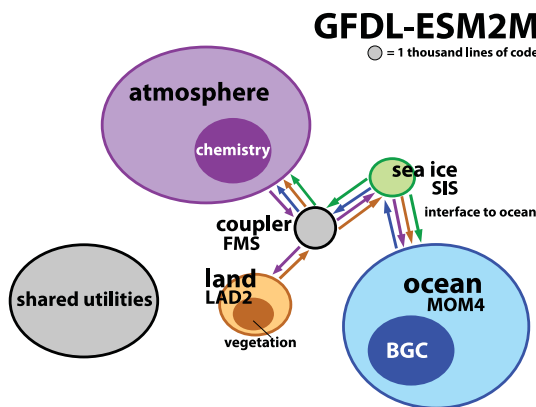 GFDL-ESM2M
= 1 thousand lines of code
atmosphere
chemistry
sea ice
SIS
interface to ocean
coupler
FMS
land
LAD2
vegetation
shared utilities
ocean
MOM4
BGC